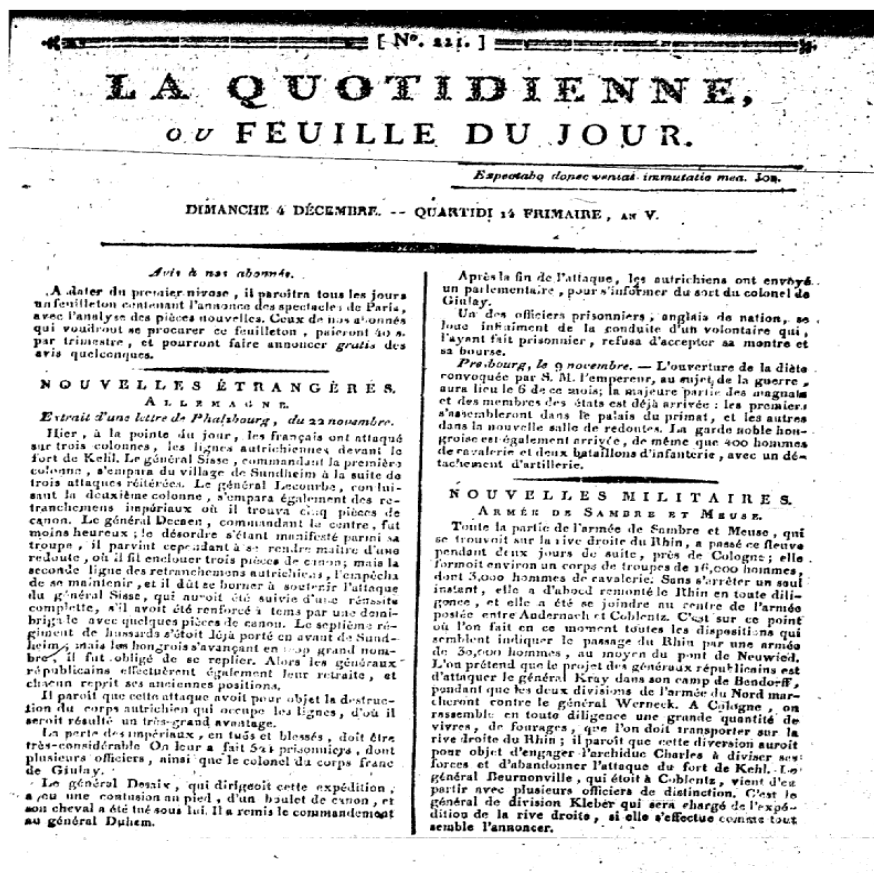 [ N°. 221. ]
LA QUOTIDIENNE,
OU FEUILLE DU JOUR.
Expectabo donec veniat immutatio mea. Job.
DIMANCHE 4 DÉCEMBRE. -- QUARTIDI 14 FRIMAIRE, AN V.
Avis à nos abonnés.
A dater du premier nivose, il paroîtra tous les jours
un feuilleton contenant l'annonce des spectacles de Paris,
avec l'analyse des pièces nouvelles. Ceux de nos abonnés
qui voudront se procurer ce feuilleton, paieront 40 s.
par trimestre, et pourront faire annoncer gratis des
avis quelconques.
NOUVELLES ÉTRANGÈRES.
ALLEMAGNE.
Extrait d'une lettre de Phalsbourg, du 22 novembre.
Hier, à la pointe du jour, les français ont attaqué
sur trois colonnes, les lignes autrichiennes devant le
fort de Kehl. Le général Sisse, commandant la première
colonne, s'empara du village de Sundheim à la suite de
trois attaques réitérées. Le général Lecourbe, conduisant
la deuxième colonne, s'empara également des re-
tranchemens impériaux où il trouva cinq pièces de
canon. Le général Decaen, commandant le centre, fut
moins heureux; le désordre s'étant manifesté parmi sa
troupe, il parvint cependant à se rendre maître d'une
redoute, où il fit enclouer trois pièces de canon; mais la
seconde ligne des retranchemens autrichiens, l'empêcha
de se maintenir, et il dût se borner à soutenir l'attaque
du général Sisse, qui auroit été suivie d'une réussite
complette, s'il avoit été renforcé à tems par une demi-
brigade avec quelques pièces de canon. Le septième ré-
giment de hussards s'étoit déjà porté en avant de Sund-
heim, mais les hongrois s'avançant en trop grand nom-
bre, il fut obligé de se replier. Alors les généraux
républicains effectuèrent également leur retraite, et
chacun reprit ses anciennes positions.
Il paroît que cette attaque avoit pour objet la destruc-
tion du corps autrichien qui occupe les lignes, d'où il
seroit résulté un très-grand avantage.
La perte des impériaux, en tués et blessés, doit être
très-considérable On leur a fait 521 prisonniers, dont
plusieurs officiers, ainsi que le colonel du corps franc
de Giulay.
Le général Desaix, qui dirigeoit cette expédition,
a eu une contusion au pied, d'un boulet de canon, et
son cheval a été tué sous lui. Il a remis le commandement
au général Duhem.
Après la fin de l'attaque, les autrichiens ont envoyé
un parlementaire, pour s'informer du sort du colonel de
Giulay.
Un des officiers prisonniers, anglais de nation, se
loue infiniment de la conduite d'un volontaire qui,
l'ayant fait prisonnier, refusa d'accepter sa montre et
sa bourse.
Presbourg, le 9 novembre. — L'ouverture de la diète
convoquée par S. M. l'empereur, au sujet de la guerre,
aura lieu le 6 de ce mois; la majeure partie des magnats
et des membres des états est déjà arrivée: les premiers
s'assembleront dans le palais du primat, et les autres
dans la nouvelle salle de redoutes. La garde noble hon-
groise est également arrivée, de même que 400 hommes
de cavalerie et deux bataillons d'infanterie, avec un dé-
tachement d'artillerie.
NOUVELLES MILITAIRES.
ARMÉE DE SAMBRE ET MEUSE.
Toute la partie de l'armée de Sambre et Meuse, qui
se trouvoit sur la rive droite du Rhin, a passé ce fleuve
pendant deux jours de suite, près de Cologne; elle
formoit environ un corps de troupes de 16,000 hommes,
dont 3,000 hommes de cavalerie. Sans s'arrêter un seul
instant, elle a d'abord remonté le Rhin en toute dili-
gence, et elle a été se joindre au centre de l'armée
postée entre Andernach et Coblentz. C'est sur ce point
où l'on fait en ce moment toutes les dispositions qui
semblent indiquer le passage du Rhin par une armée
de 30,000 hommes, au moyen du pont de Neuwied.
L'on prétend que le projet des généraux républicains est
d'attaquer le général Kray dans son camp de Bendorff,
pendant que les deux divisions de l'armée du Nord mar-
cheront contre le général Werneck. A Cologne, on
rassemble en toute diligence une grande quantité de
vivres, de fourages, que l'on doit transporter sur la
rive droite du Rhin; il paroît que cette diversion auroit
pour objet d'engager l'archiduc Charles à diviser ses
forces et d'abandonner l'attaque du fort de Kehl. Le
général Beurnonville, qui étoit à Coblentz, vient d'en
partir avec plusieurs officiers de distinction. C'est le
général de division Kleber qui sera chargé de l'expé-
dition de la rive droite, si elle s'effectue comme tout
semble l'annoncer.